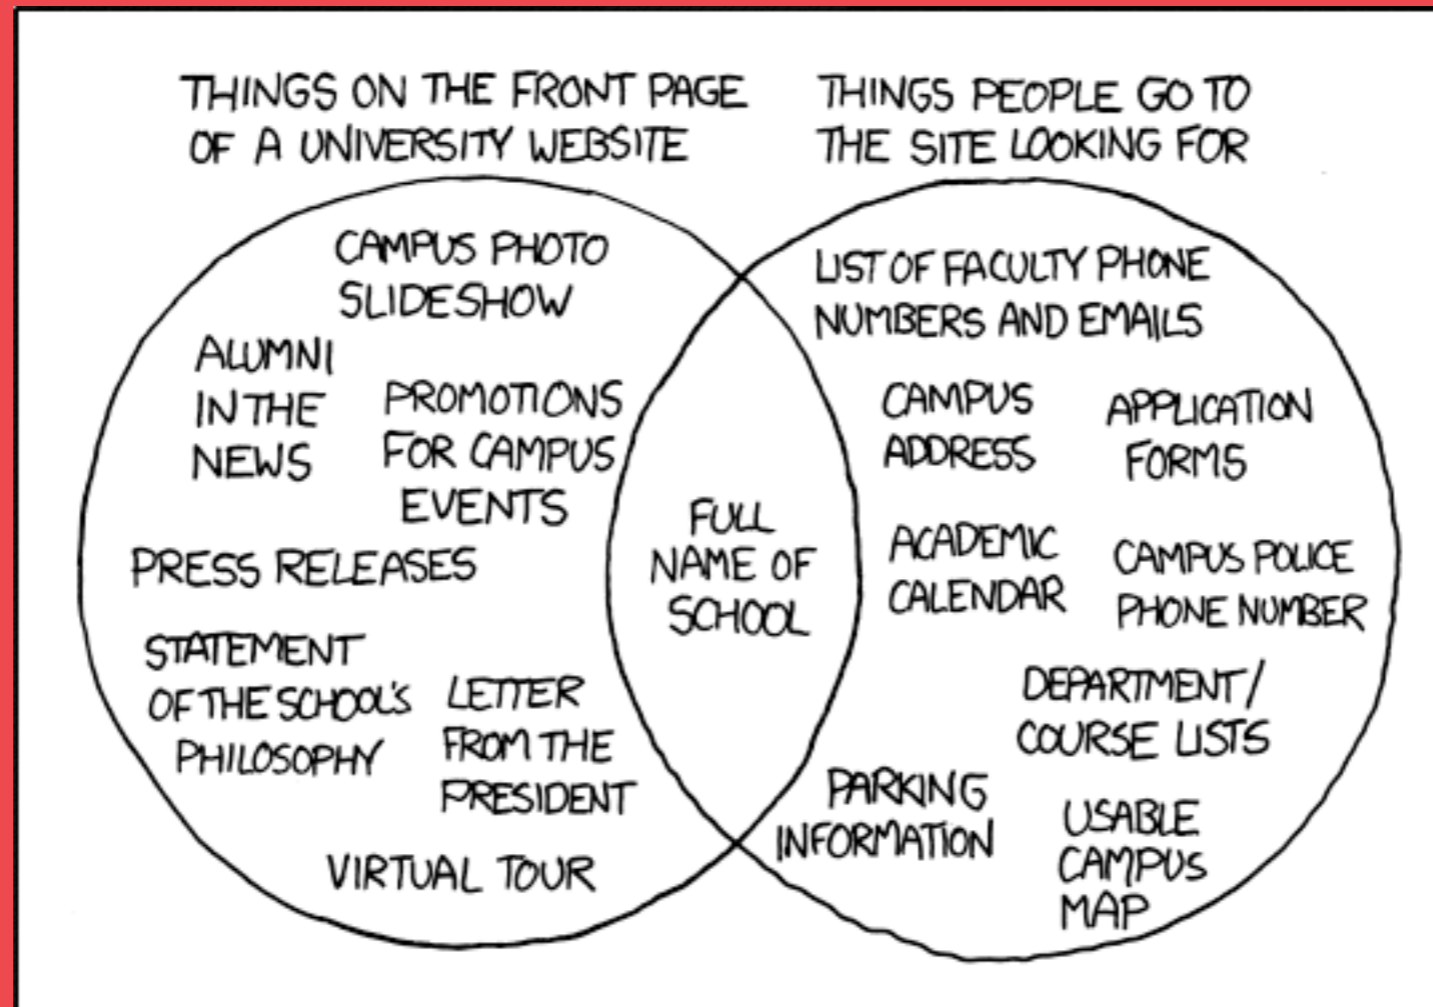 THINGS ON THE FRONT PAGE
OF A UNIVERSITY WEBSITE
THINGS PEOPLE GO TO
THE SITE LOOKING FOR
CAMPUS PHOTO
SLIDESHOW
ALUMNI
IN THE
NEWS
PROMOTIONS
FOR CAMPUS
EVENTS
PRESS RELEASES
STATEMENT
OF THE SCHOOL'S
PHILOSOPHY
LETTER
FROM THE
PRESIDENT
VIRTUAL TOUR
FULL
NAME OF
SCHOOL
LIST OF FACULTY PHONE
NUMBERS AND EMAILS
CAMPUS
ADDRESS
APPLICATION
FORMS
ACADEMIC
CALENDAR
CAMPUS POLICE
PHONE NUMBER
DEPARTMENT/
COURSE LISTS
PARKING
INFORMATION
USABLE
CAMPUS
MAP